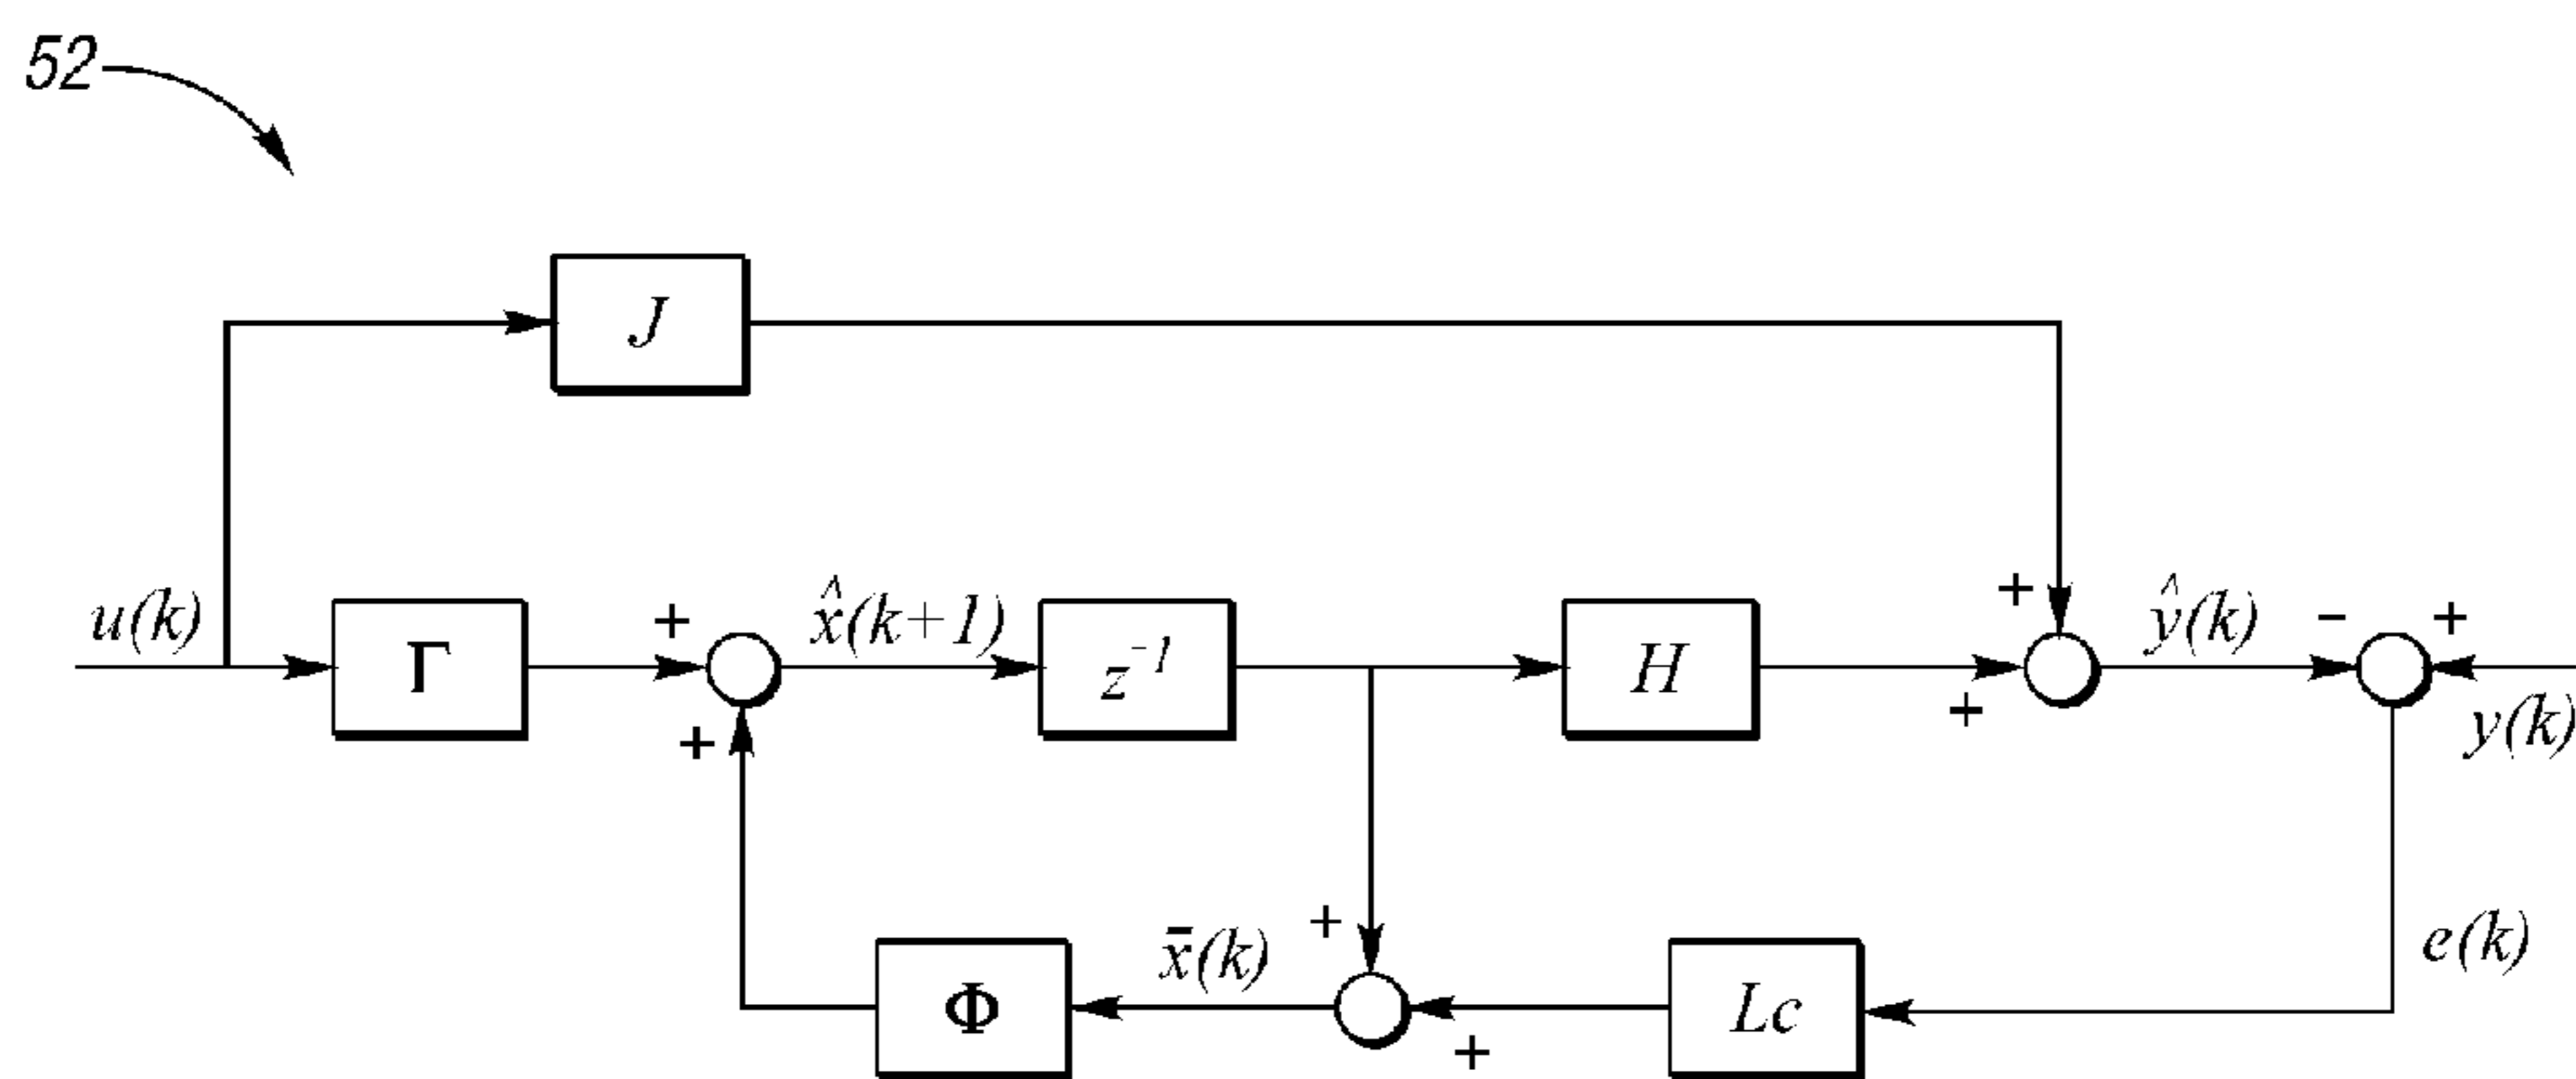 52
J
u(k)
Γ
+
+
x̂(k+1)
z⁻¹
H
+
+
ŷ(k)
-
+
y(k)
Φ
x̄(k)
+
+
Lc
e(k)